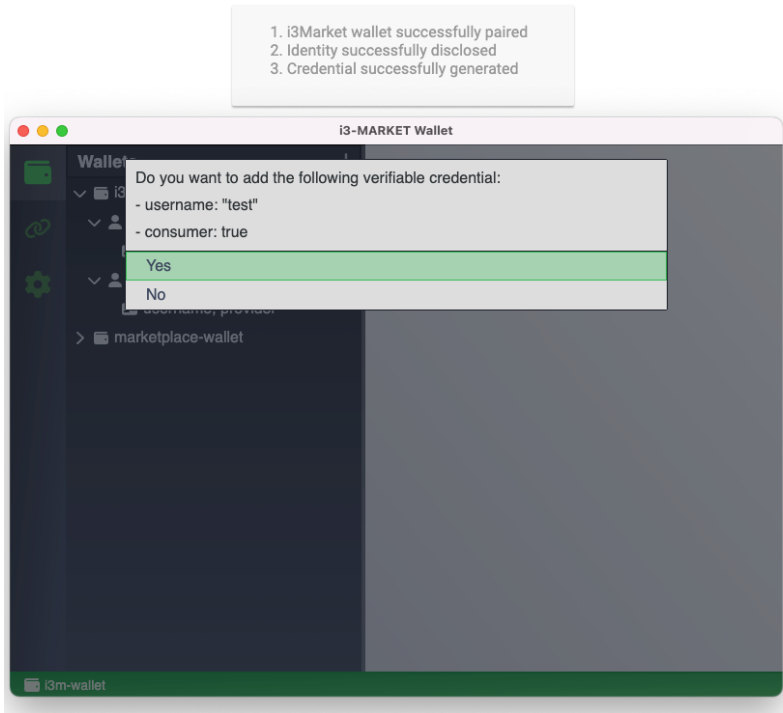 1. i3Market wallet successfully paired
2. Identity successfully disclosed
3. Credential successfully generated
i3-MARKET Wallet
Wallets
Do you want to add the following verifiable credential:
- username: "test"
- consumer: true
Yes
No
username, provider
marketplace-wallet
i3m-wallet